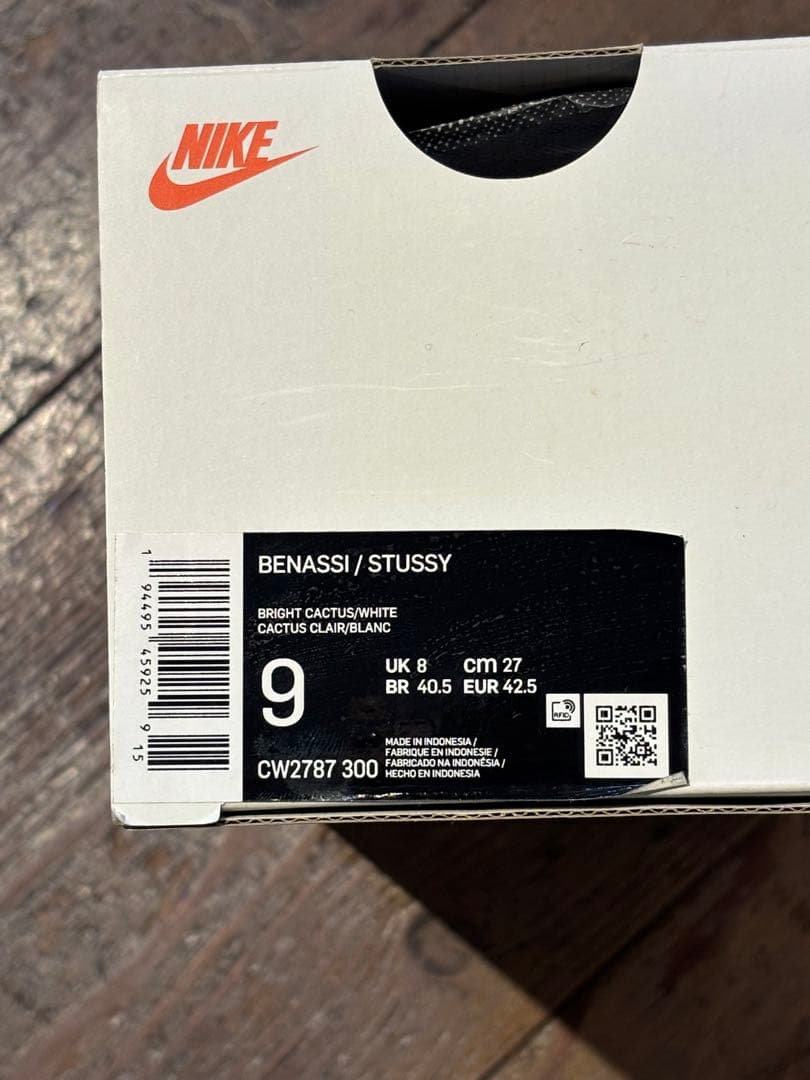 NIKE
BENASSI / STUSSY
BRIGHT CACTUS/WHITE
CACTUS CLAIR/BLANC
9
UK 8 cm 27
BR 40.5 EUR 42.5
RFID
CW2787 300
MADE IN INDONESIA /
FABRIQUE EN INDONESIE /
FABRICADO NA INDONÉSIA /
HECHO EN INDONESIA
1 94495 45925 9 15